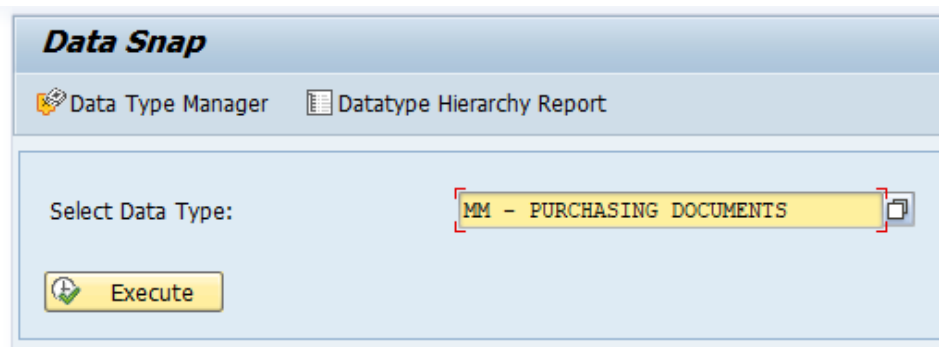 Data Snap
Data Type Manager Datatype Hierarchy Report
Select Data Type: MM - PURCHASING DOCUMENTS
Execute